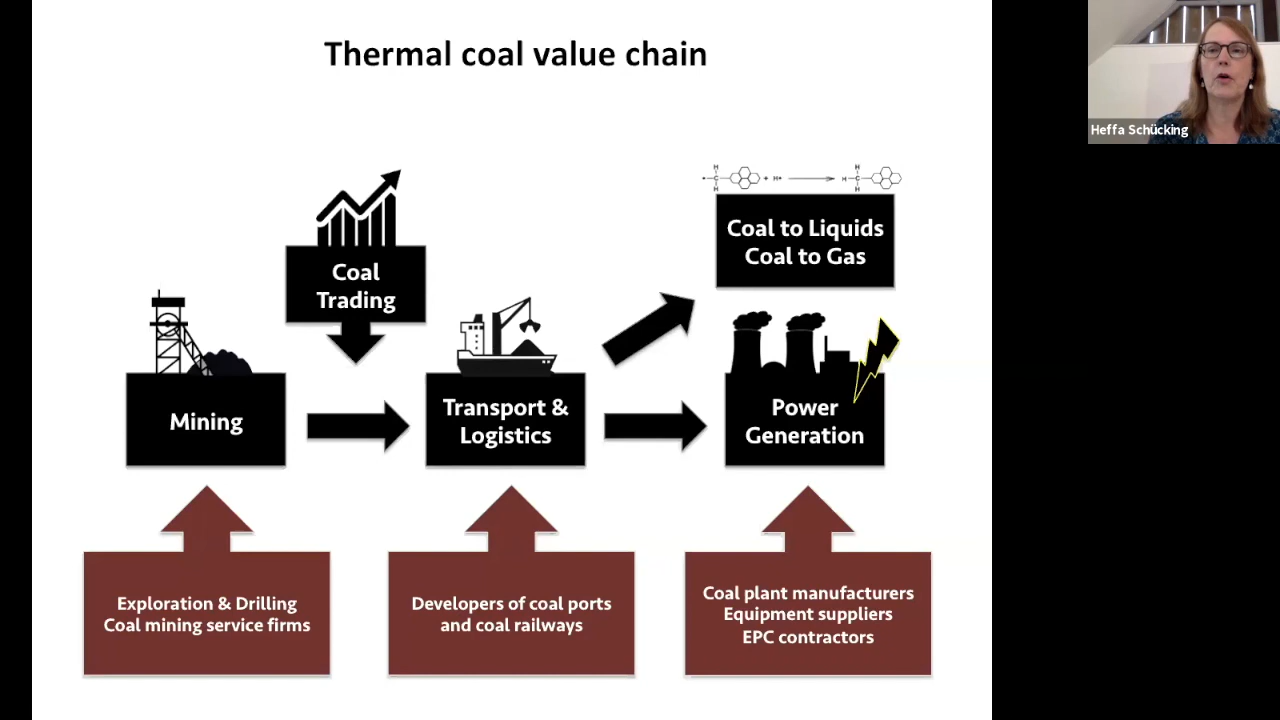 Thermal coal value chain
Heffa Schücking
H
H
•
C
+ H•
H
C
H
H
Coal to Liquids
Coal to Gas
Coal
Trading
Mining
Transport &
Logistics
Power
Generation
Exploration & Drilling
Coal mining service firms
Developers of coal ports
and coal railways
Coal plant manufacturers
Equipment suppliers
EPC contractors